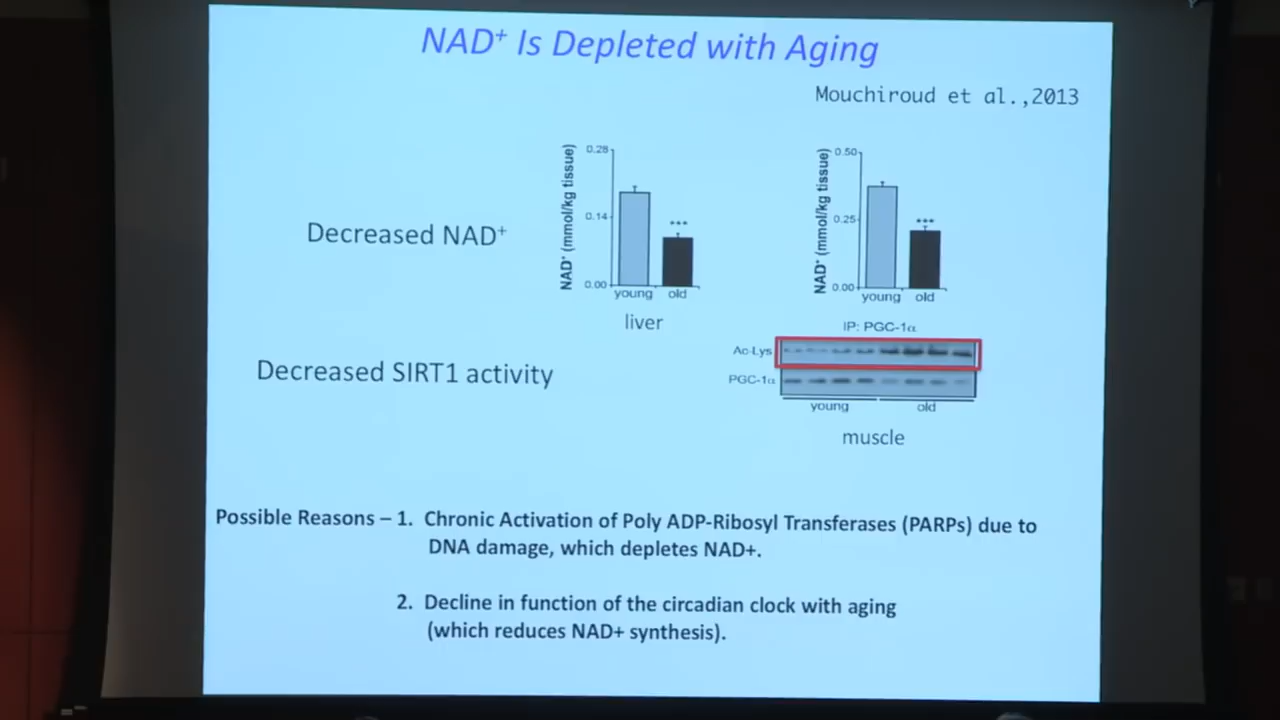 NAD⁺ Is Depleted with Aging
Mouchiroud et al.,2013
Decreased NAD⁺
NAD⁺ (mmol/kg tissue)
0.28
0.14
0.00
young old
liver
NAD⁺ (mmol/kg tissue)
0.50
0.25
0.00
***
***
young old
IP: PGC-1α
Decreased SIRT1 activity
Ac-Lys
PGC-1α
young old
muscle
Possible Reasons – 1. Chronic Activation of Poly ADP-Ribosyl Transferases (PARPs) due to
DNA damage, which depletes NAD+.
2. Decline in function of the circadian clock with aging
(which reduces NAD+ synthesis).